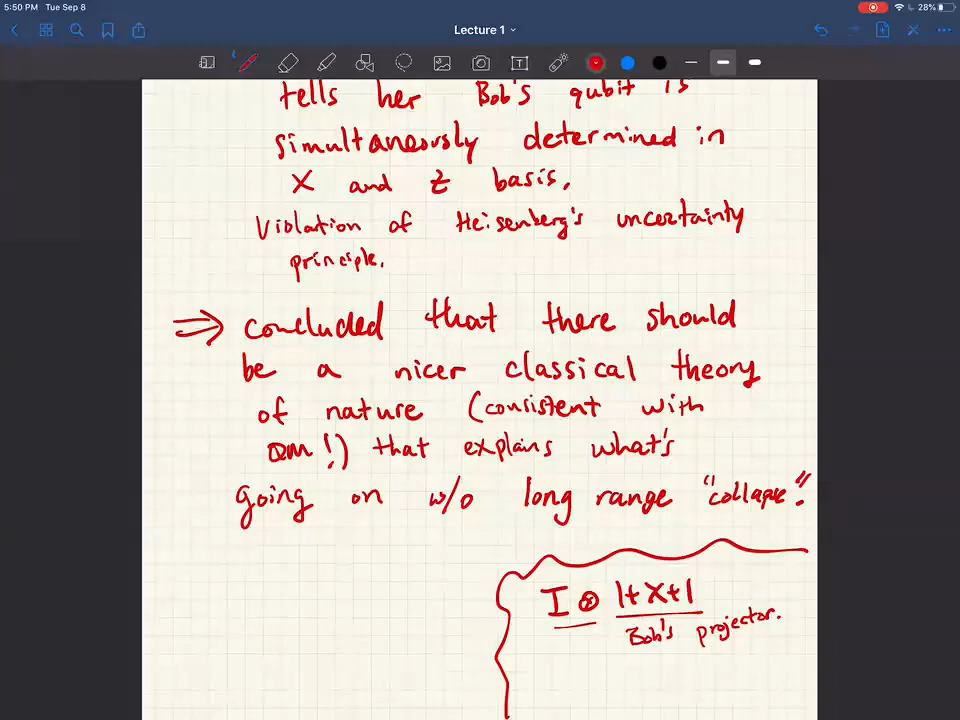 5:50 PM Tue Sep 8
28%
Lecture 1
tells her Bob's qubit is
simultaneously determined in
X and Z basis.
Violation of Heisenberg's uncertainty
principle.
⇒ concluded that there should
be a nicer classical theory
of nature (consistent with
QM!) that explains what's
going on w/o long range "collapse".
I ⊗ |+X+|
Bob's projector.